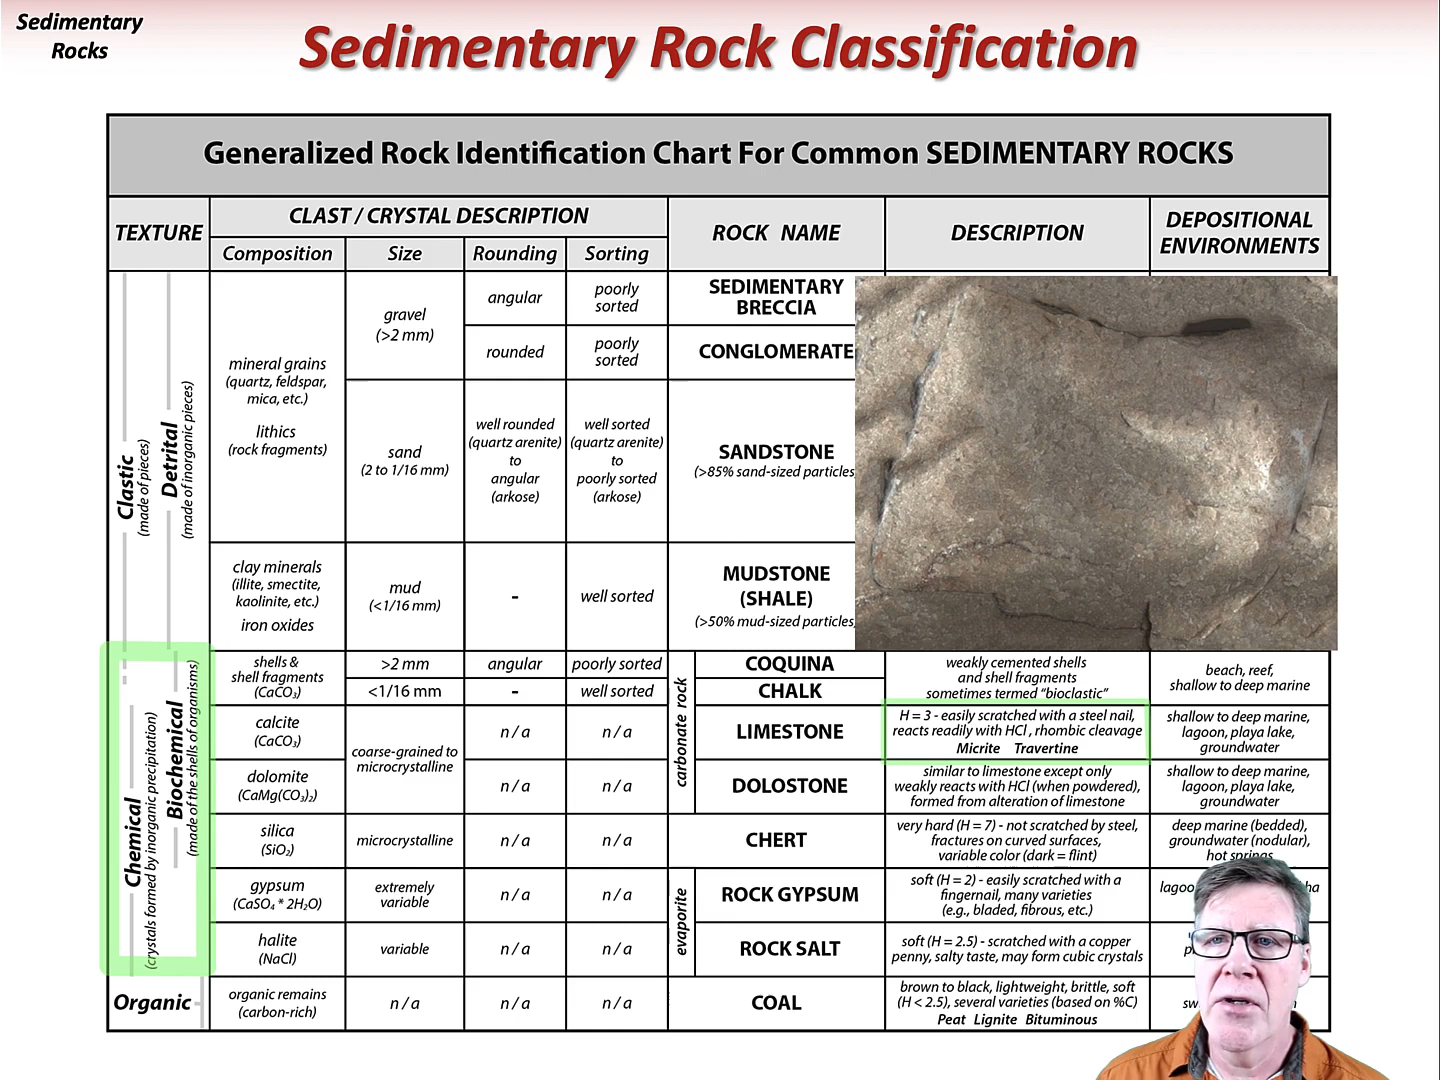 Sedimentary
Rocks
Sedimentary Rock Classification
Generalized Rock Identification Chart For Common SEDIMENTARY ROCKS
TEXTURE
CLAST / CRYSTAL DESCRIPTION
Composition
Size
Rounding
Sorting
ROCK NAME
DESCRIPTION
DEPOSITIONAL
ENVIRONMENTS
Clastic
(made of pieces)
Detrital
(made of inorganic pieces)
mineral grains
(quartz, feldspar,
mica, etc.)
lithics
(rock fragments)
gravel
(>2 mm)
angular
poorly
sorted
SEDIMENTARY
BRECCIA
rounded
poorly
sorted
CONGLOMERATE
sand
(2 to 1/16 mm)
well rounded
(quartz arenite)
to
angular
(arkose)
well sorted
(quartz arenite)
to
poorly sorted
(arkose)
SANDSTONE
(>85% sand-sized particles
clay minerals
(illite, smectite,
kaolinite, etc.)
iron oxides
mud
(<1/16 mm)
-
well sorted
MUDSTONE
(SHALE)
(>50% mud-sized particles
Chemical
(crystals formed by inorganic precipitation)
Biochemical
(made of the shells of organisms)
shells &
shell fragments
(CaCO₃)
>2 mm
angular
poorly sorted
carbonate rock
COQUINA
weakly cemented shells
and shell fragments
sometimes termed “bioclastic”
beach, reef,
shallow to deep marine
<1/16 mm
-
well sorted
CHALK
calcite
(CaCO₃)
coarse-grained to
microcrystalline
n / a
n / a
LIMESTONE
H = 3 - easily scratched with a steel nail,
reacts readily with HCl , rhombic cleavage
Micrite Travertine
shallow to deep marine,
lagoon, playa lake,
groundwater
dolomite
(CaMg(CO₃)₂)
n / a
n / a
DOLOSTONE
similar to limestone except only
weakly reacts with HCl (when powdered),
formed from alteration of limestone
shallow to deep marine,
lagoon, playa lake,
groundwater
silica
(SiO₂)
microcrystalline
n / a
n / a
CHERT
very hard (H = 7) - not scratched by steel,
fractures on curved surfaces,
variable color (dark = flint)
deep marine (bedded),
groundwater (nodular),
hot springs
gypsum
(CaSO₄ * 2H₂O)
extremely
variable
n / a
n / a
evaporite
ROCK GYPSUM
soft (H = 2) - easily scratched with a
fingernail, many varieties
(e.g., bladed, fibrous, etc.)
halite
(NaCl)
variable
n / a
n / a
ROCK SALT
soft (H = 2.5) - scratched with a copper
penny, salty taste, may form cubic crystals
Organic
organic remains
(carbon-rich)
n / a
n / a
n / a
COAL
brown to black, lightweight, brittle, soft
(H < 2.5), several varieties (based on %C)
Peat Lignite Bituminous